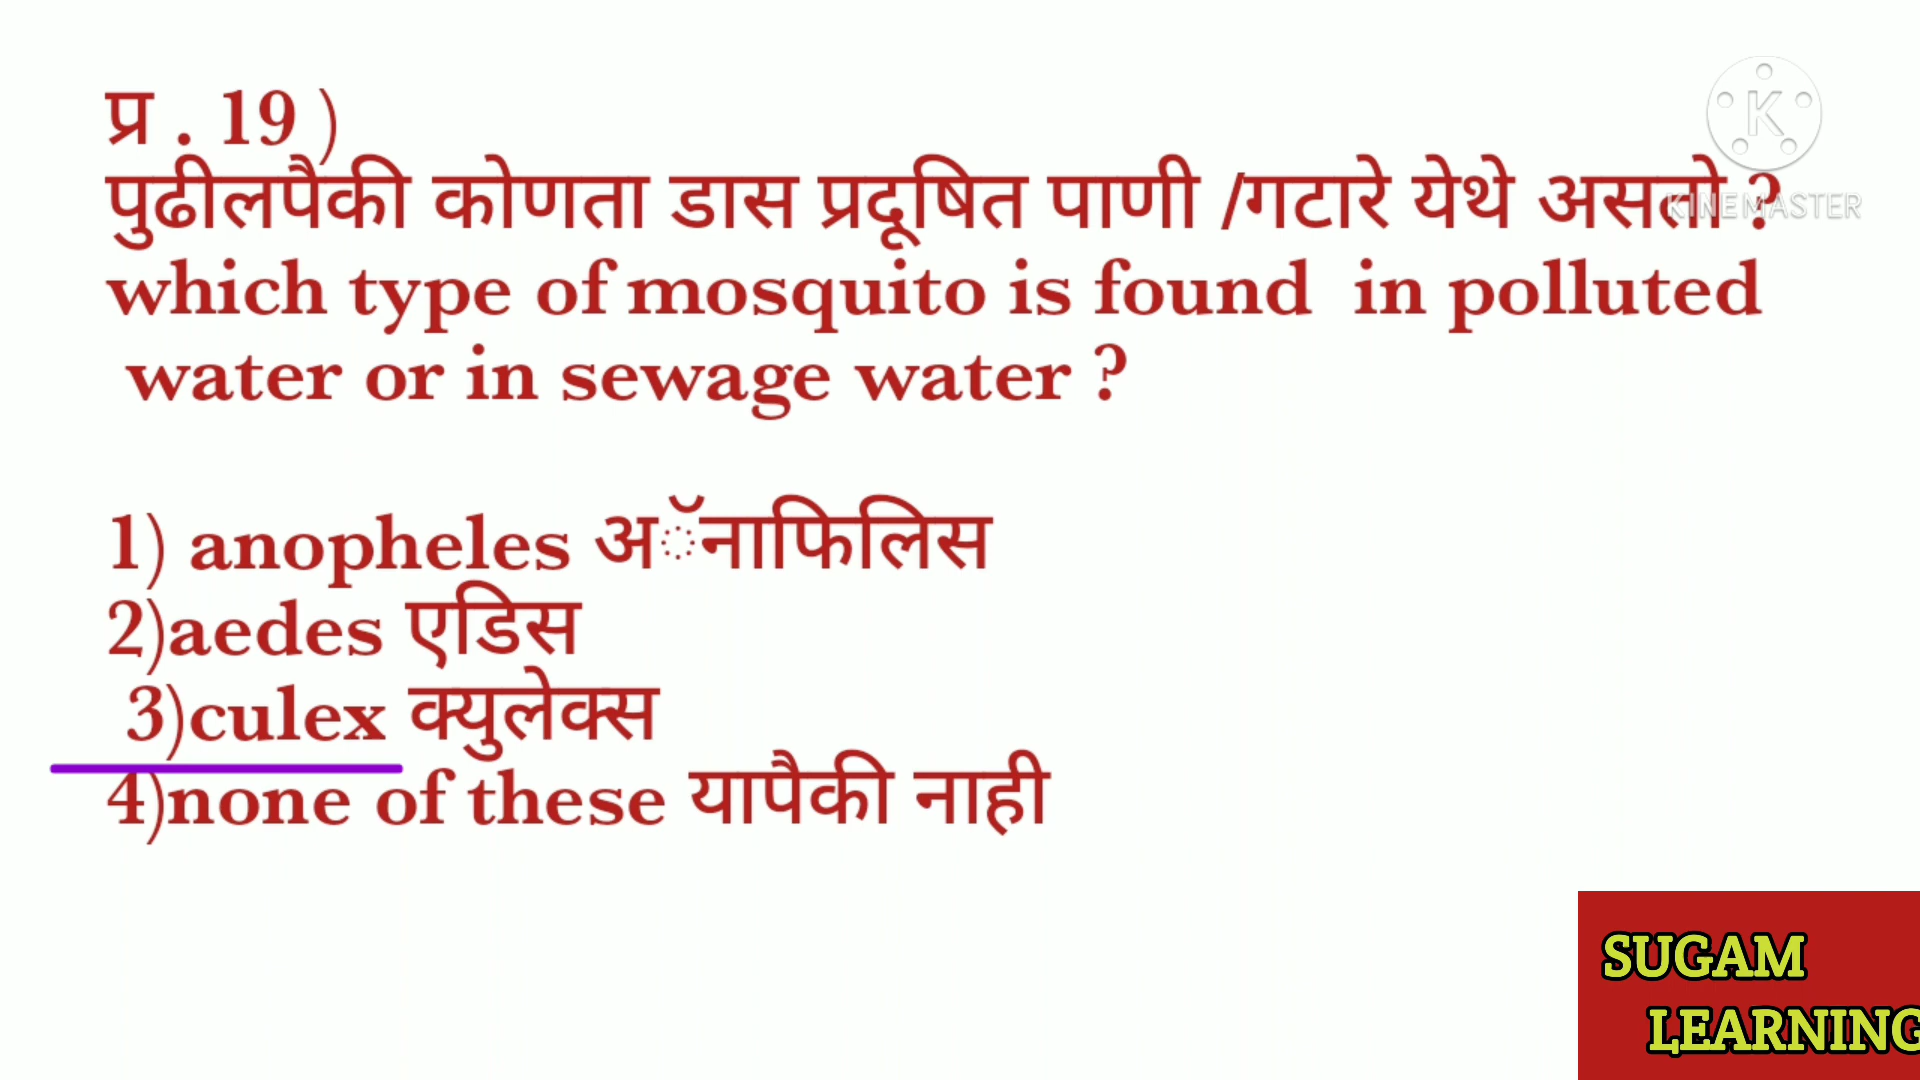 प्र . 19 )
पुढीलपैकी कोणता डास प्रदूषित पाणी /गटारे येथे असतो ?
which type of mosquito is found in polluted
water or in sewage water ?
1) anopheles अॅनाफिलिस
2)aedes एडिस
3)culex क्युलेक्स
4)none of these यापैकी नाही
K
KINEMASTER
SUGAM
LEARNING